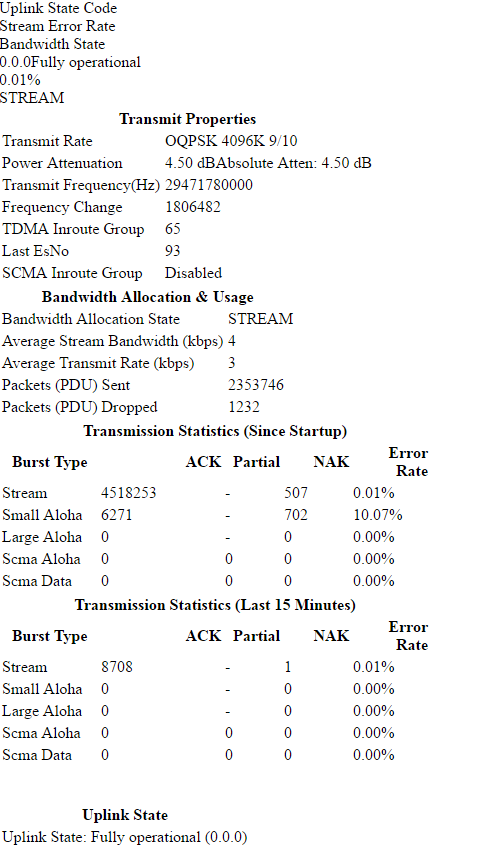 Uplink State Code
Stream Error Rate
Bandwidth State
0.0.0Fully operational
0.01%
STREAM
Transmit Properties
Transmit Rate OQPSK 4096K 9/10
Power Attenuation 4.50 dBAbsolute Atten: 4.50 dB
Transmit Frequency(Hz) 29471780000
Frequency Change 1806482
TDMA Inroute Group 65
Last EsNo 93
SCMA Inroute Group Disabled
Bandwidth Allocation & Usage
Bandwidth Allocation State STREAM
Average Stream Bandwidth (kbps) 4
Average Transmit Rate (kbps) 3
Packets (PDU) Sent 2353746
Packets (PDU) Dropped 1232
Transmission Statistics (Since Startup)
Burst Type ACK Partial NAK Error
Rate
Stream 4518253 - 507 0.01%
Small Aloha 6271 - 702 10.07%
Large Aloha 0 - 0 0.00%
Scma Aloha 0 0 0 0.00%
Scma Data 0 0 0 0.00%
Transmission Statistics (Last 15 Minutes)
Burst Type ACK Partial NAK Error
Rate
Stream 8708 - 1 0.01%
Small Aloha 0 - 0 0.00%
Large Aloha 0 - 0 0.00%
Scma Aloha 0 0 0 0.00%
Scma Data 0 0 0 0.00%
Uplink State
Uplink State: Fully operational (0.0.0)